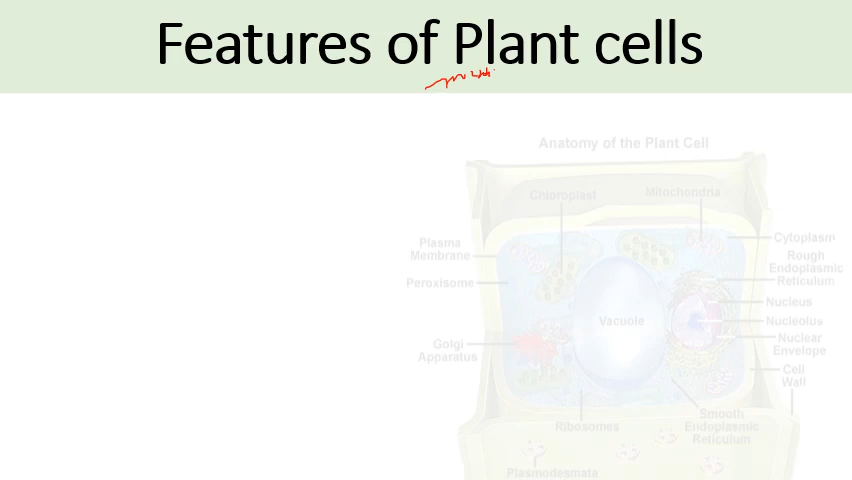 Features of Plant cells
Anatomy of the Plant Cell
Chloroplast
Mitochondria
Plasma
Membrane
Cytoplasm
Rough
Endoplasmic
Reticulum
Peroxisome
Nucleus
Vacuole
Nucleolus
Nuclear
Envelope
Golgi
Apparatus
Cell
Wall
Smooth
Endoplasmic
Reticulum
Ribosomes
Plasmodesmata